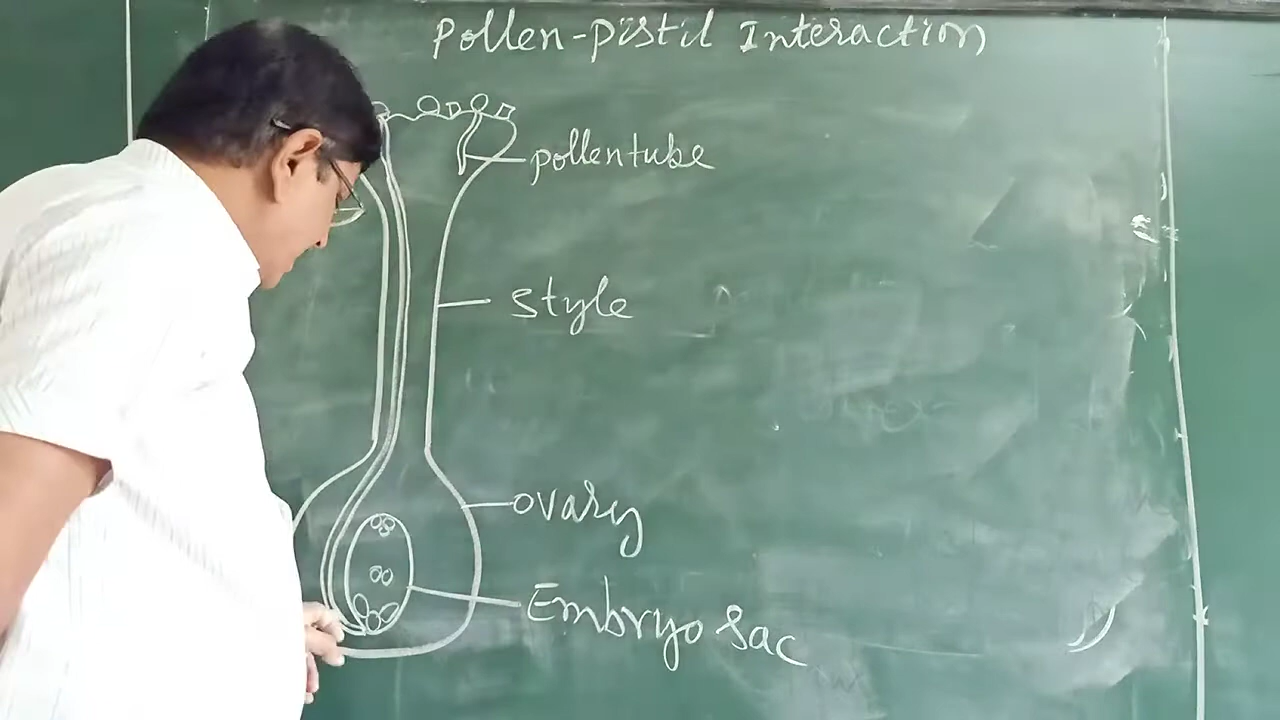 Pollen-Pistil Interaction
pollentube
style
ovary
Embryo Sac